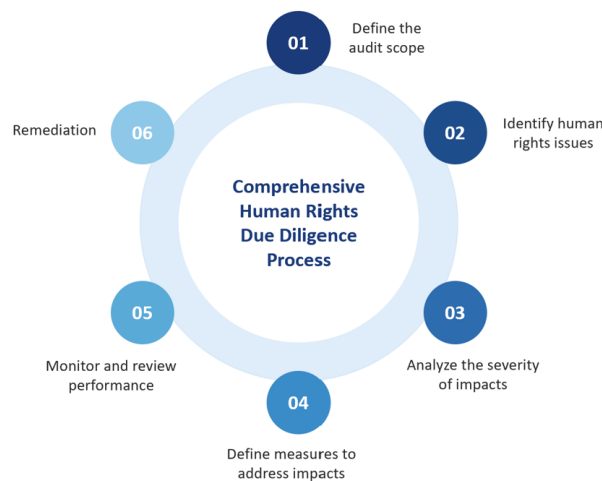 Comprehensive
Human Rights
Due Diligence
Process
01
Define the
audit scope
02
Identify human
rights issues
03
Analyze the severity
of impacts
04
Define measures to
address impacts
05
Monitor and review
performance
06
Remediation